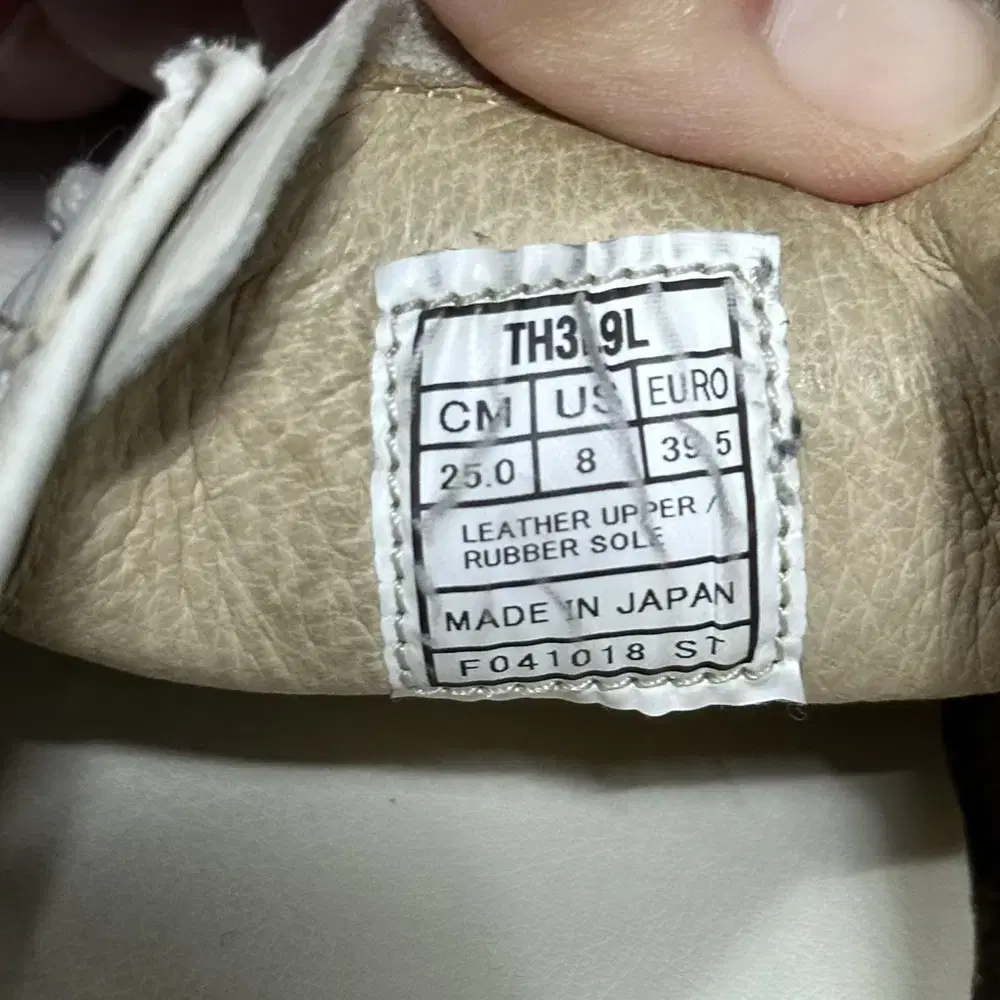 CM US EURO
25.0 8 39.5
LEATHER UPPER /
RUBBER SOLE
MADE IN JAPAN
F041018 ST